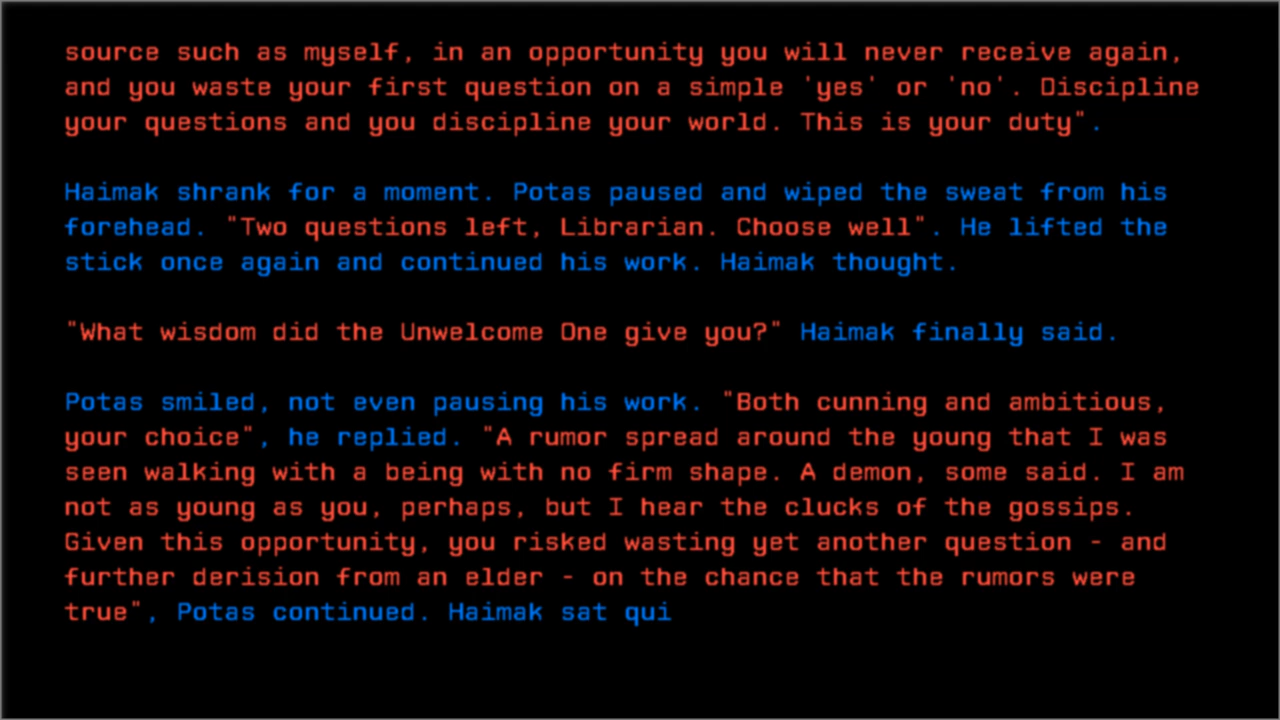 source such as myself, in an opportunity you will never receive again,
and you waste your first question on a simple 'yes' or 'no'. Discipline
your questions and you discipline your world. This is your duty".
Haimak shrank for a moment. Potas paused and wiped the sweat from his
forehead. "Two questions left, Librarian. Choose well". He lifted the
stick once again and continued his work. Haimak thought.
"What wisdom did the Unwelcome One give you?" Haimak finally said.
Potas smiled, not even pausing his work. "Both cunning and ambitious,
your choice", he replied. "A rumor spread around the young that I was
seen walking with a being with no firm shape. A demon, some said. I am
not as young as you, perhaps, but I hear the clucks of the gossips.
Given this opportunity, you risked wasting yet another question - and
further derision from an elder - on the chance that the rumors were
true", Potas continued. Haimak sat qui